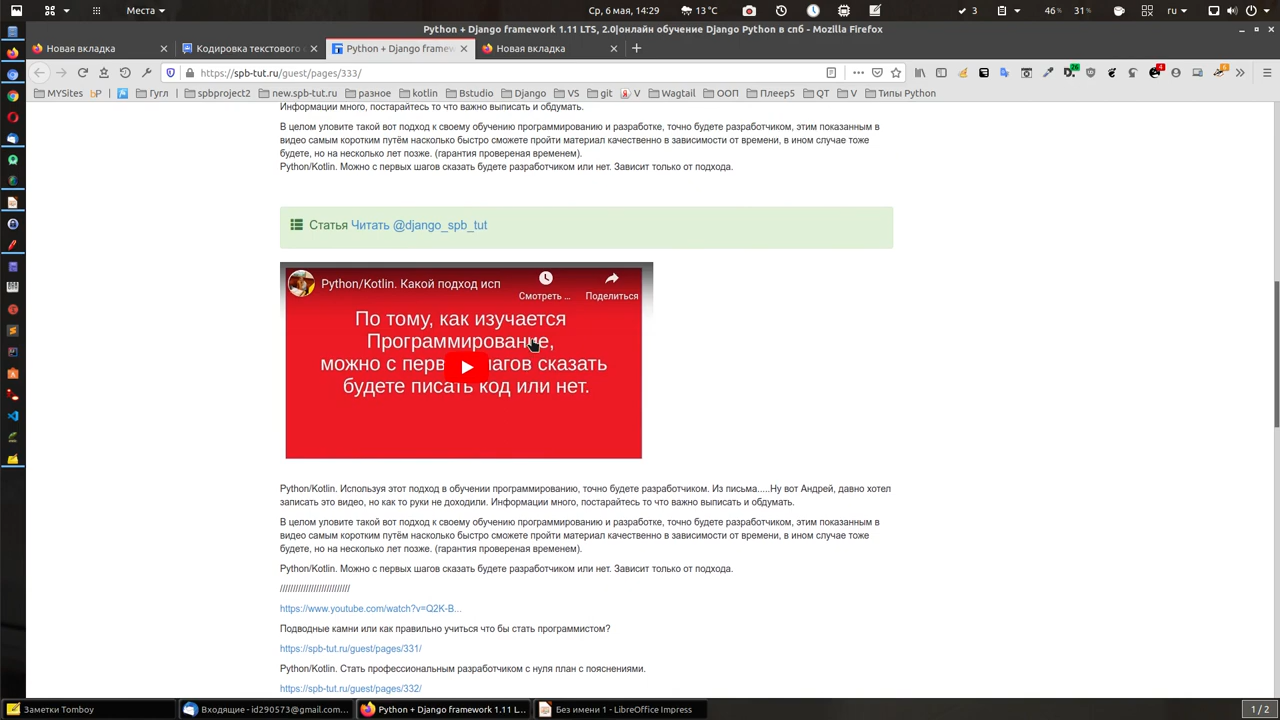 Места
Ср, 6 мая, 14:29
13°C
3
16%
31%
ru
Python + Django framework 1.11 LTS, 2.0|онлайн обучение Django Python в спб - Mozilla Firefox
Новая вкладка
Кодировка текстового
Python + Django framew
Новая вкладка
https://spb-tut.ru/guest/pages/333/
26
4
6
MYSites
ЬР
Гугл
spbproject2
new.spbtut.ru
разное
kotlin
Bstudio
Django
VS
git
V
Wagtail
ООП
Плеер5
QT
V
Типы Python
Информации много, постарайтесь то что важно выписать и обдумать.
В целом уловите такой вот подход к своему обучению программированию и разработке, точно будете разработчиком, этим показанным в
видео самым коротким путём насколько быстро сможете пройти материал качественно в зависимости от времени, в ином случае тоже
будете, но на несколько лет позже. (гарантия провереная временем).
Python/Kotlin. Можно с первых шагов сказать будете разработчиком или нет. Зависит только от подхода.
Статья Читать @django_spb_tut
Python/Kotlin. Какой подход исп
Смотреть ...
Поделиться
По тому, как изучается
Программирование,
можно с перв агов сказать
будете писать код или нет.
Python/Kotlin. Используя этот подход в обучении программированию, точно будете разработчиком. Из письма.....Ну вот Андрей, давно хотел
записать это видео, но как то руки не доходили. Информации много, постарайтесь то что важно выписать и обдумать.
В целом уловите такой вот подход к своему обучению программированию и разработке, точно будете разработчиком, этим показанным в
видео самым коротким путём насколько быстро сможете пройти материал качественно в зависимости от времени, в ином случае тоже
будете, но на несколько лет позже. (гарантия провереная временем).
Python/Kotlin. Можно с первых шагов сказать будете разработчиком или нет. Зависит только от подхода.
///////////////////////////
https://www.youtube.com/watch?v=Q2K-B...
Подводные камни или как правильно учиться что бы стать программистом?
https://spb-tut.ru/guest/pages/331/
Python/Kotlin. Стать профессиональным разработчиком с нуля план с пояснениями.
https://spb-tut.ru/guest/pages/332/
Заметки Tomboy
Входящие - id290573@gmail.com...
Python + Django framework 1.11 L...
Без имени 1 - LibreOffice Impress
1 / 2